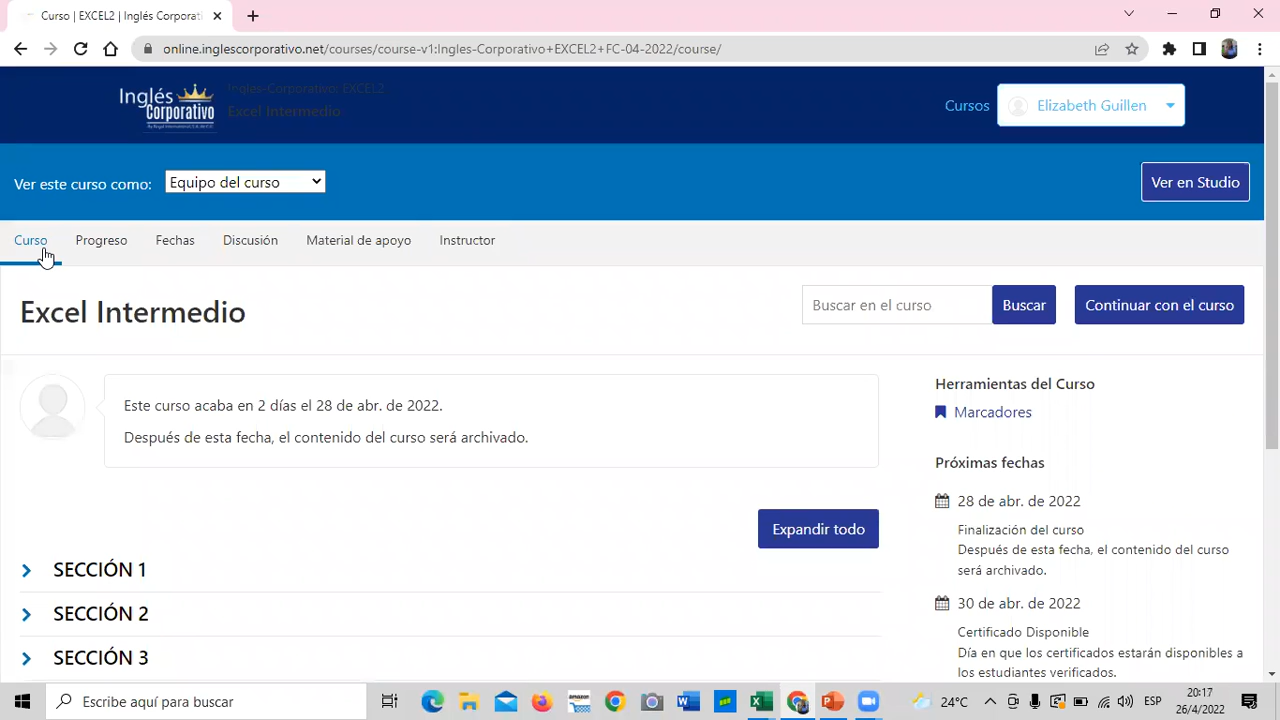 Curso | EXCEL2 | Inglés Corporati
online.inglescorporativo.net/courses/course-v1:Ingles-Corporativo+EXCEL2+FC-04-2022/course/
Inglés
Corporativo
Ingles-Corporativo: EXCEL2
Excel Intermedio
Cursos
Elizabeth Guillen
Ver este curso como:
Equipo del curso
Ver en Studio
Curso
Progreso
Fechas
Discusión
Material de apoyo
Instructor
Excel Intermedio
Buscar en el curso
Buscar
Continuar con el curso
Este curso acaba en 2 días el 28 de abr. de 2022.
Después de esta fecha, el contenido del curso será archivado.
Expandir todo
SECCIÓN 1
SECCIÓN 2
SECCIÓN 3
Herramientas del Curso
Marcadores
Próximas fechas
28 de abr. de 2022
Finalización del curso
Después de esta fecha, el contenido del curso
será archivado.
30 de abr. de 2022
Certificado Disponible
Día en que los certificados estarán disponibles a
los estudiantes verificados.
Escribe aquí para buscar
24°C
ESP
20:17
26/4/2022